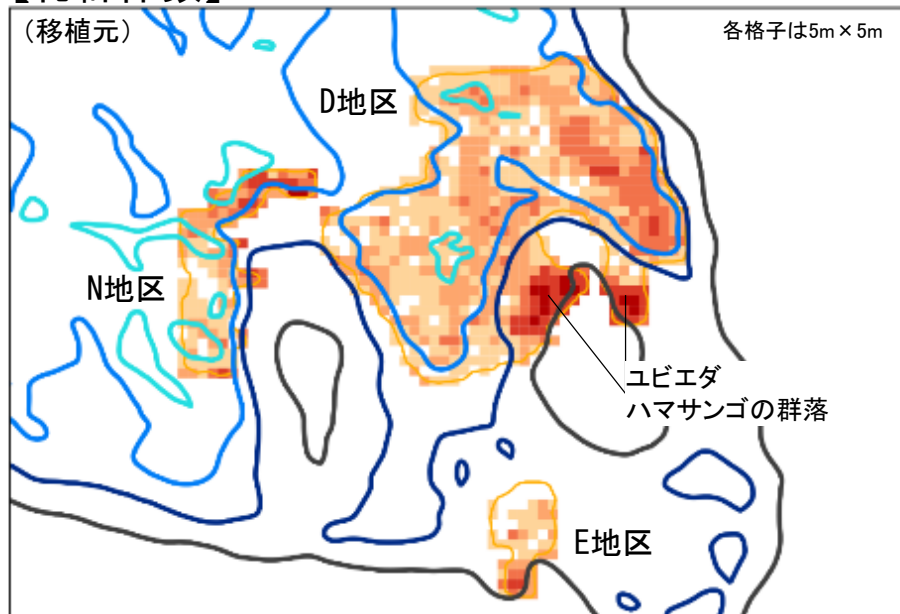 (移植元)
各格子は5m×5m
D地区
N地区
ユビエダ
ハマサンゴの群落
E地区